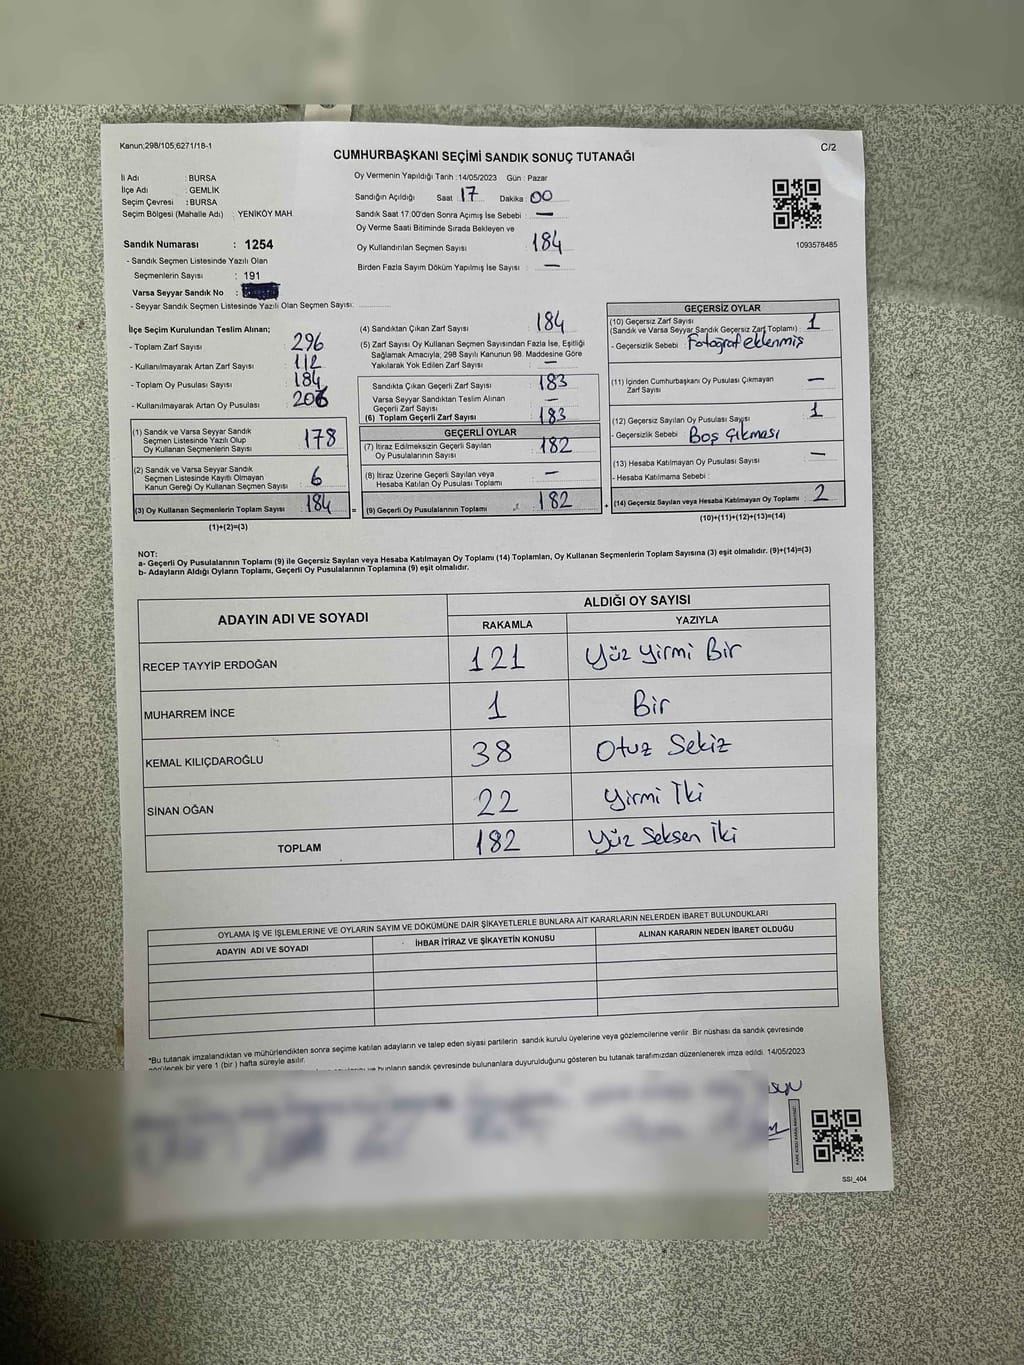 Kanun,298/105,6271/18-1
C/2
CUMHURBAŞKANI SEÇİMİ SANDIK SONUÇ TUTANAĞI
İl Adı : BURSA
İlçe Adı : GEMLİK
Seçim Çevresi : BURSA
Seçim Bölgesi (Mahalle Adı) : YENİKÖY MAH.
Sandık Numarası : 1254
- Sandık Seçmen Listesinde Yazılı Olan
Seçmenlerin Sayısı : 191
Varsa Seyyar Sandık No :
- Seyyar Sandık Seçmen Listesinde Yazılı Olan Seçmen Sayısı:
Oy Vermenin Yapıldığı Tarih :14/05/2023 Gün : Pazar
Sandığın Açıldığı Saat 17 Dakika 00
Sandık Saat 17.00'den Sonra Açımış İse Sebebi : —
Oy Verme Saati Bitiminde Sırada Bekleyen ve
Oy Kullandırılan Seçmen Sayısı : 184
Birden Fazla Sayım Döküm Yapılmış İse Sayısı : —
1093578485
İlçe Seçim Kurulundan Teslim Alınan;
- Toplam Zarf Sayısı : 296
- Kullanılmayarak Artan Zarf Sayısı : 112
- Toplam Oy Pusulası Sayısı : 184
- Kullanılmayarak Artan Oy Pusulası :
(1) Sandık ve Varsa Seyyar Sandık
Seçmen Listesinde Yazılı Olup
Oy Kullanan Seçmenlerin Sayısı : 178
(2) Sandık ve Varsa Seyyar Sandık
Seçmen Listesinde Kayıtlı Olmayan
Kanun Gereği Oy Kullanan Seçmen Sayısı : 6
(3) Oy Kullanan Seçmenlerin Toplam Sayısı : 184
(1)+(2)=(3)
(4) Sandıktan Çıkan Zarf Sayısı : 184
(5) Zarf Sayısı Oy Kullanan Seçmen Sayısından Fazla İse, Eşitliği
Sağlamak Amacıyla, 298 Sayılı Kanunun 98. Maddesine Göre
Yakılarak Yok Edilen Zarf Sayısı : —
Sandıkta Çıkan Geçerli Zarf Sayısı : 183
Varsa Seyyar Sandıktan Teslim Alınan
Geçerli Zarf Sayısı : —
(6) Toplam Geçerli Zarf Sayısı : 183
GEÇERLİ OYLAR
(7) İtiraz Edilmeksizin Geçerli Sayılan
Oy Pusulasının Sayısı : 182
(8) İtiraz Üzerine Geçerli Sayılan veya
Hesaba Katılan Oy Pusulası Toplamı : —
(9) Geçerli Oy Pusulalarının Toplamı : 182
GEÇERSİZ OYLAR
(10) Geçersiz Zarf Sayısı
(Sandık ve Varsa Seyyar Sandık Geçersiz Zarf Toplamı) : 1
- Geçersizlik Sebebi : Fotoğraf eklenmiş
(11) İçinden Cumhurbaşkanı Oy Pusulası Çıkmayan
Zarf Sayısı : —
(12) Geçersiz Sayılan Oy Pusulası Sayısı : 1
- Geçersizlik Sebebi : Boş Çıkması
(13) Hesaba Katılmayan Oy Pusulası Sayısı : —
- Hesaba Katılmama Sebebi :
(14) Geçersiz Sayılan veya Hesaba Katılmayan Oy Toplamı : 2
(10)+(11)+(12)+(13)=(14)
NOT:
a- Geçerli Oy Pusulalarının Toplamı (9) ile Geçersiz Sayılan veya Hesaba Katılmayan Oy Toplamı (14) Toplamları, Oy Kullanan Seçmenlerin Toplam Sayısına (3) eşit olmalıdır. (9)+(14)=(3)
b- Adayların Aldığı Oyların Toplamı, Geçerli Oy Pusulalarının Toplamına (9) eşit olmalıdır.
ADAYIN ADI VE SOYADI
ALDIĞI OY SAYISI
RAKAMLA YAZIYLA
RECEP TAYYİP ERDOĞAN 121 Yüz Yirmi Bir
MUHARREM İNCE 1 Bir
KEMAL KILIÇDAROĞLU 38 Otuz Sekiz
SİNAN OĞAN 22 Yirmi İki
TOPLAM 182 Yüz Seksen İki
OYLAMA İŞ VE İŞLEMLERİNE VE OYLARIN SAYIM VE DÖKÜMÜNE DAİR ŞİKAYETLERLE BUNLARA AİT KARARLARIN NELERDEN İBARET BULUNDUKLARI
ADAYIN ADI VE SOYADI İHBAR İTİRAZ VE ŞİKAYETİN KONUSU ALINAN KARARIN NEDEN İBARET OLDUĞU
*Bu tutanak imzalandıktan ve mühürlendikten sonra seçime katılan adayların ve talep eden siyasi partilerin sandık kurulu üyelerine veya gözlemcilerine verilir. Bir nüshası da sandık çevresinde
görülecek bir yere 1 (bir) hafta süreyle asılır.
ve bunların sandık çevresinde bulunanlara duyurulduğunu gösteren bu tutanak tarafımızdan düzenlenerek imza edildi. 14/05/2023
SSI_404